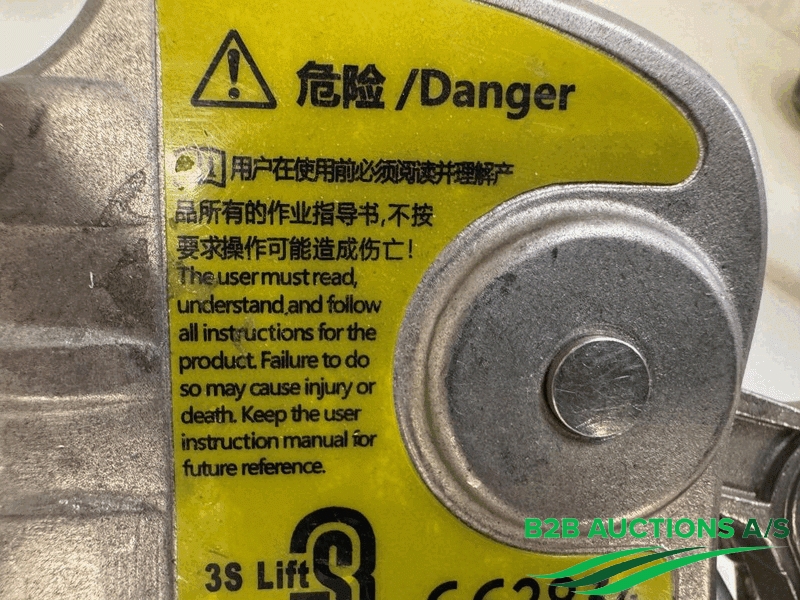 危险 /Danger
用户在使用前必须阅读并理解产
品所有的作业指导书,不按
要求操作可能造成伤亡!
The user must read,
understand,and follow
all instructions for the
product. Failure to do
so may cause injury or
death. Keep the user
instruction manual for
future reference.
3S Lift
B2B AUCTIONS A/S